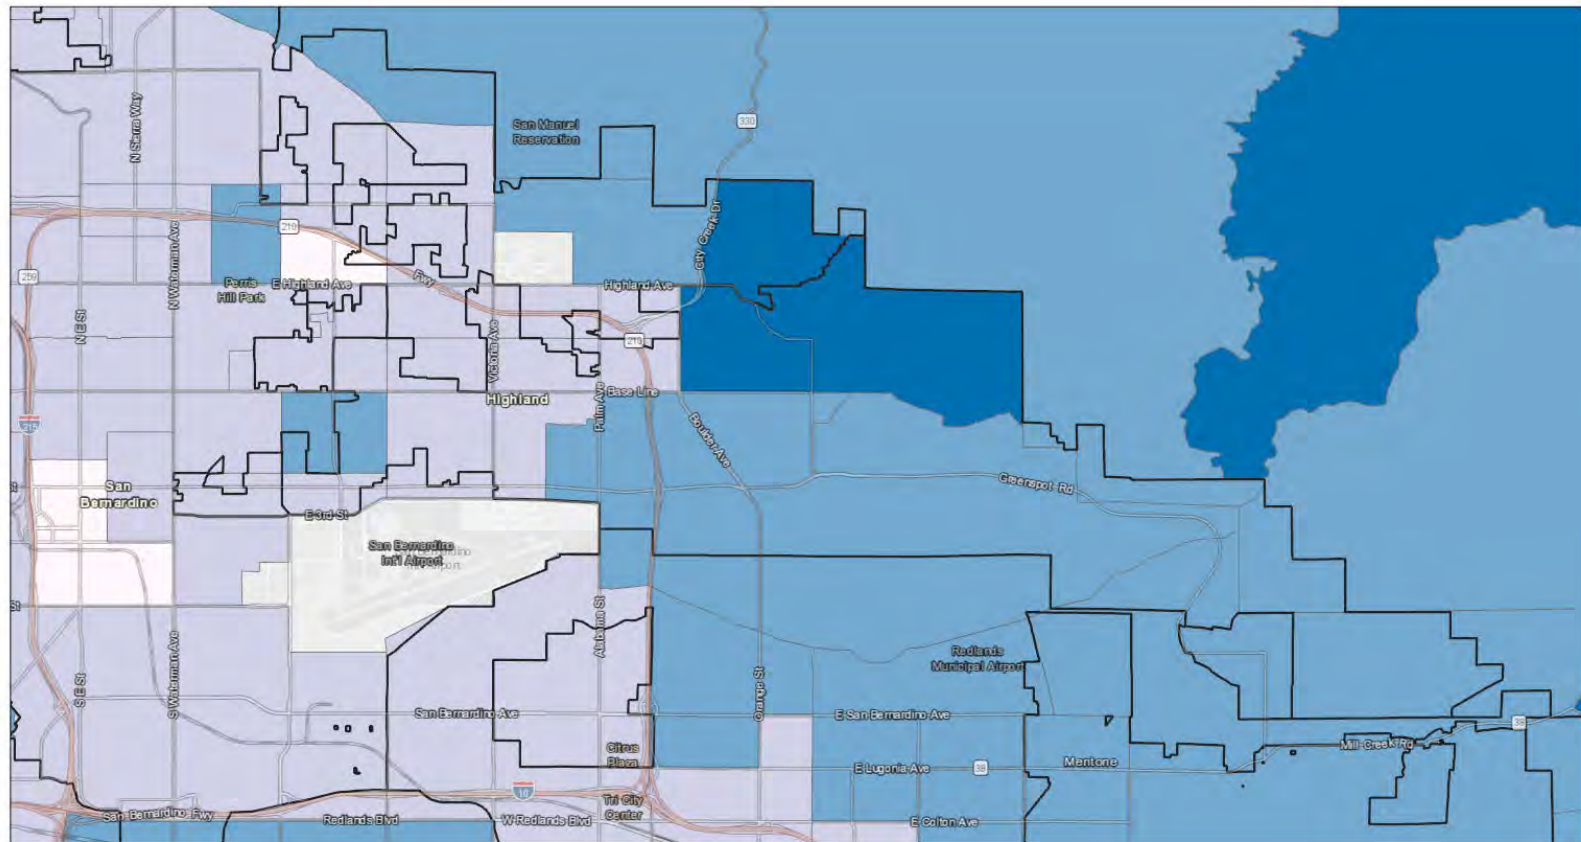 N Sierra Way
San Manuel
Reservation
330
210
City Creek Dr
N Waterman Ave
259
Perris
Hill Park
E Highland Ave
Fwy
Highland Ave
N E St
Victoria Ave
210
Highland
Palm Ave
Base Line
215
Boulder Ave
San
Bernardino
Greenspot Rd
E 3rd St
San Bernardino
Int'l Airport
St
Alabama St
Redlands
Municipal Airport
S E St
S Waterman Ave
Orange St
San Bernardino Ave
E San Bernardino Ave
38
Mill Creek Rd
Citrus
Plaza
E Lugonia Ave
38
Mentone
10
Tri City
Center
San Bernardino Fwy
Redlands Blvd
W Redlands Blvd
E Colton Ave